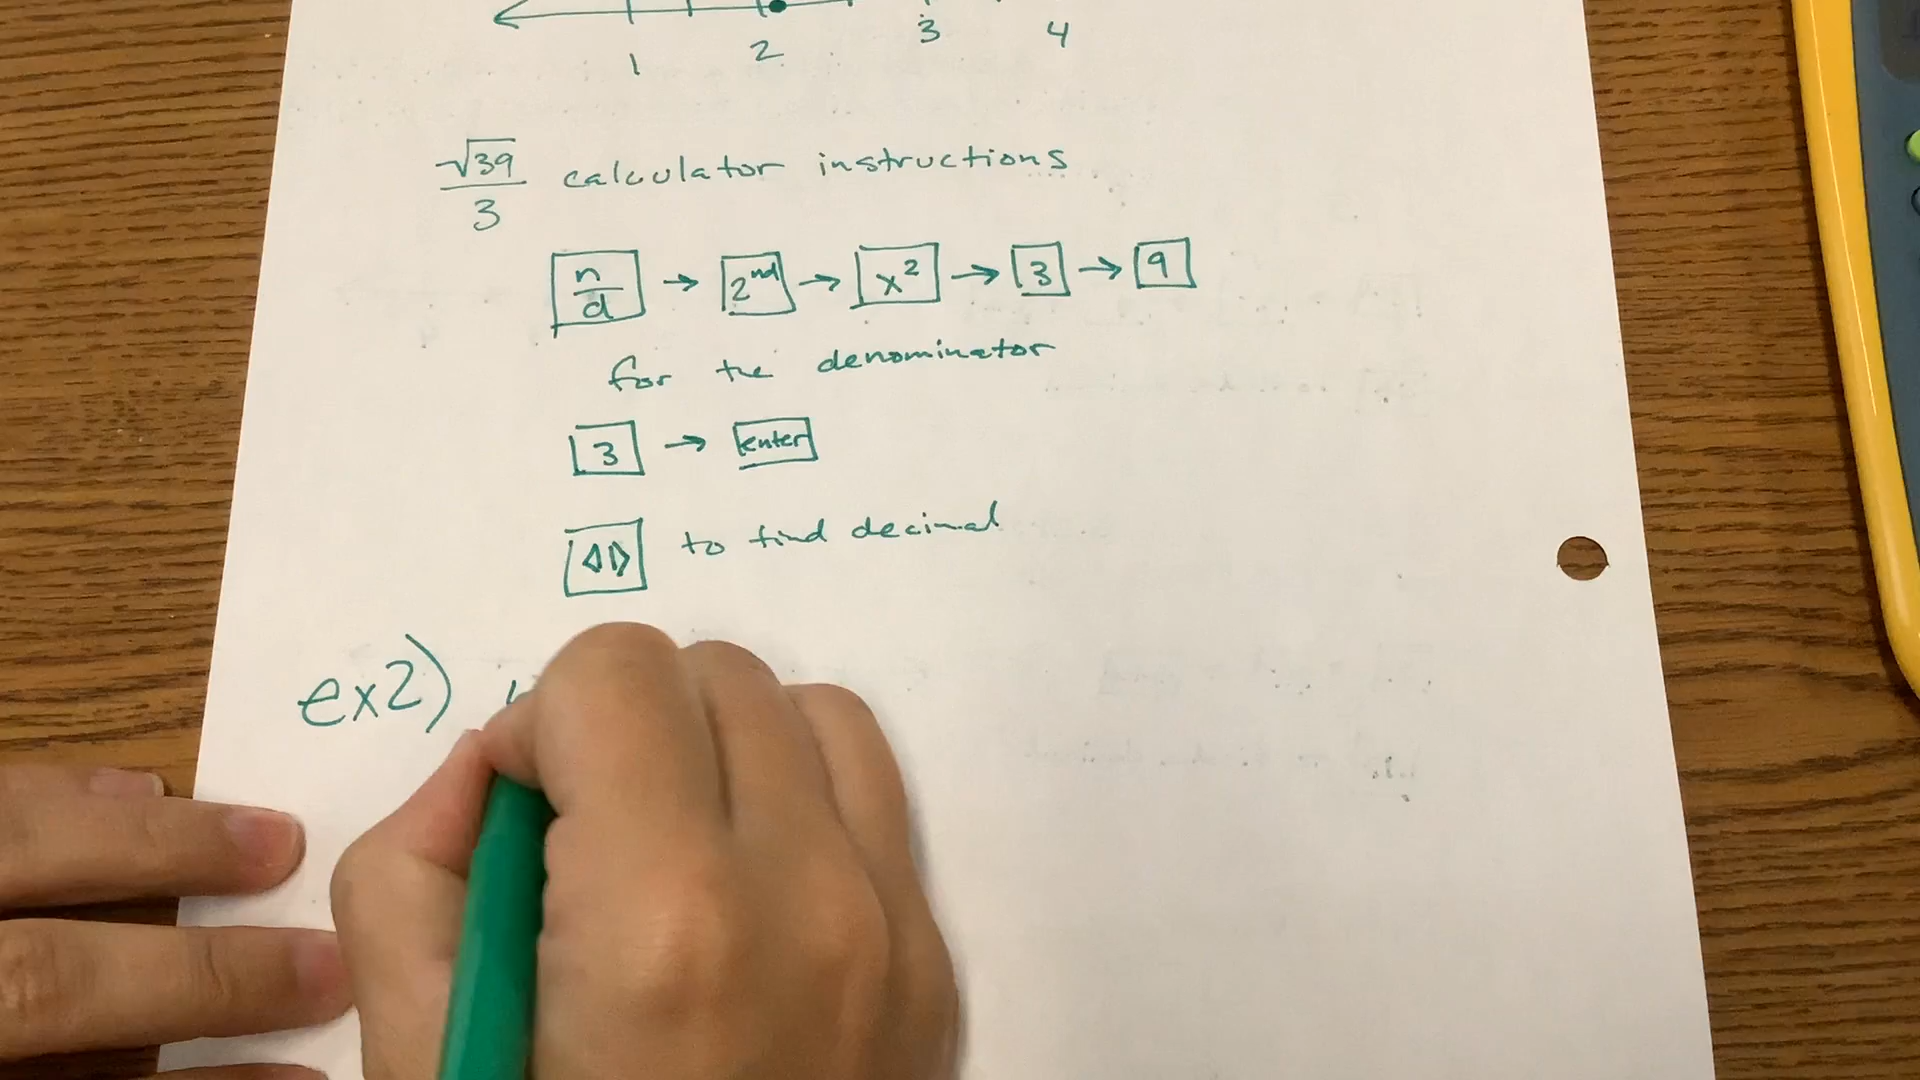 1 2 3 4
√39/3 calculator instructions
n/d → 2nd → x² → 3 → 9
for the denominator
3 → enter
◁▷ to find decimal
ex2)